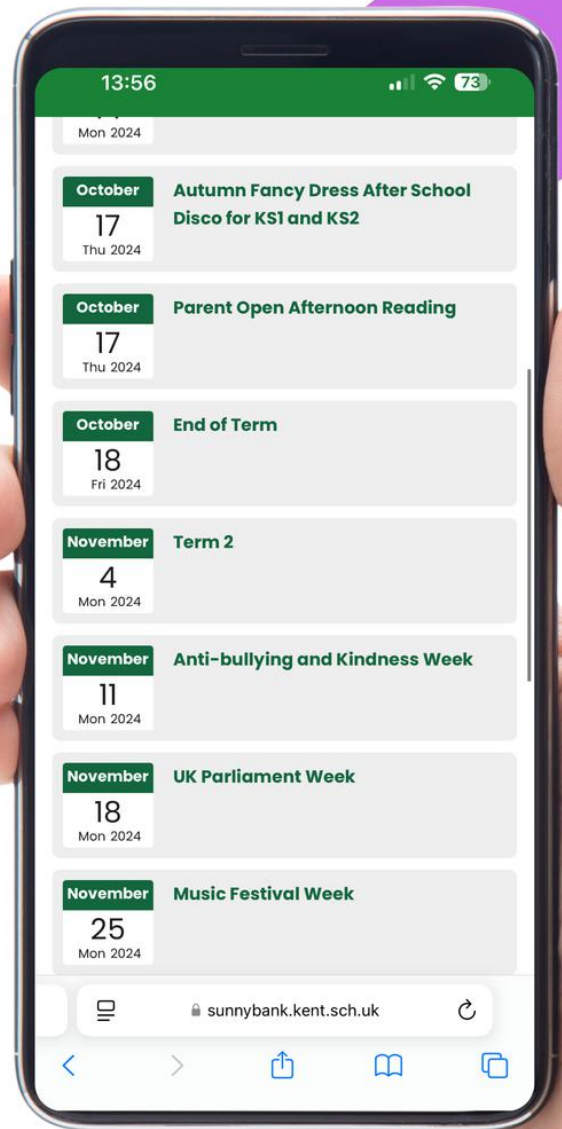 13:56
73
Mon 2024
October
17
Thu 2024
Autumn Fancy Dress After School
Disco for KS1 and KS2
October
17
Thu 2024
Parent Open Afternoon Reading
October
18
Fri 2024
End of Term
November
4
Mon 2024
Term 2
November
11
Mon 2024
Anti-bullying and Kindness Week
November
18
Mon 2024
UK Parliament Week
November
25
Mon 2024
Music Festival Week
sunnybank.kent.sch.uk